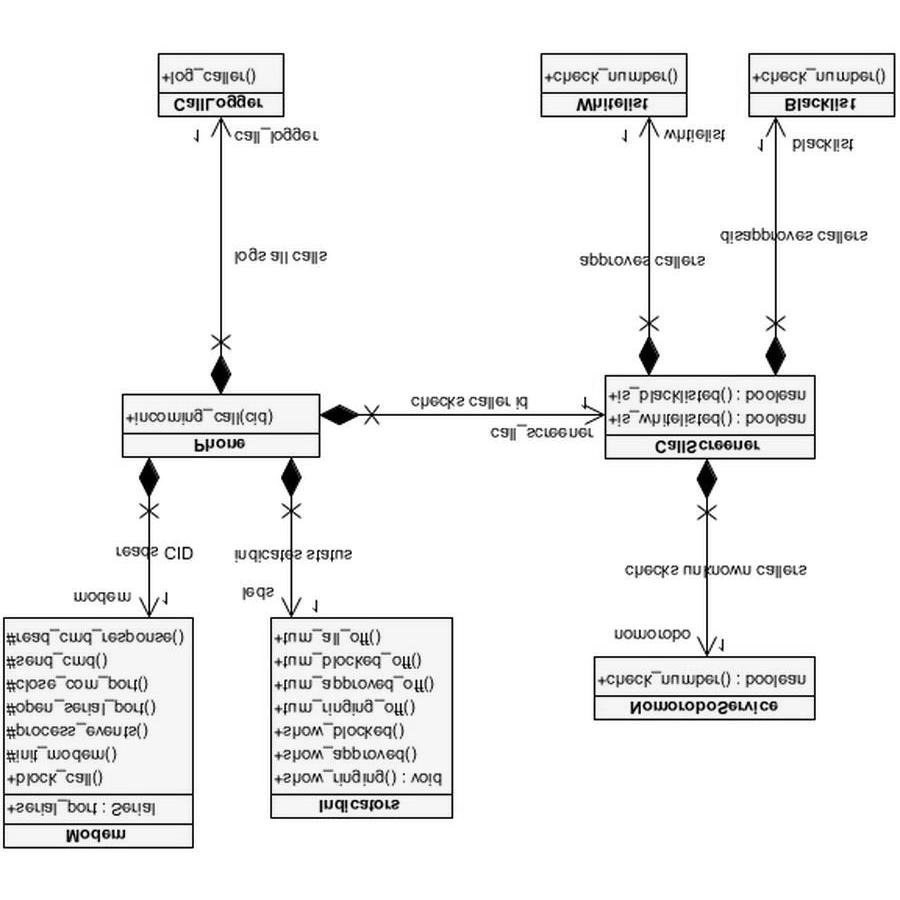 Modem
+serial_port : Serial
+block_call()
#init_modem()
#process_events()
#open_serial_port()
#close_com_port()
#send_cmd()
#read_cmd_response()
Indicators
+show_ringing() : void
+show_approved()
+show_blocked()
+turn_ringing_off()
+turn_approved_off()
+turn_blocked_off()
+turn_all_off()
NomoroboService
+check_number() : boolean
modem
1
leds
1
nomorobo
1
reads CID
indicates status
checks unknown callers
Phone
+incoming_call(cid)
call_screener
1
checks caller id
CallScreener
+is_whitelisted() : boolean
+is_blacklisted() : boolean
logs all calls
approves callers
disapproves callers
1
call_logger
1
whtielist
1
blacklist
CallLogger
+log_caller()
Whitelist
+check_number()
Blacklist
+check_number()